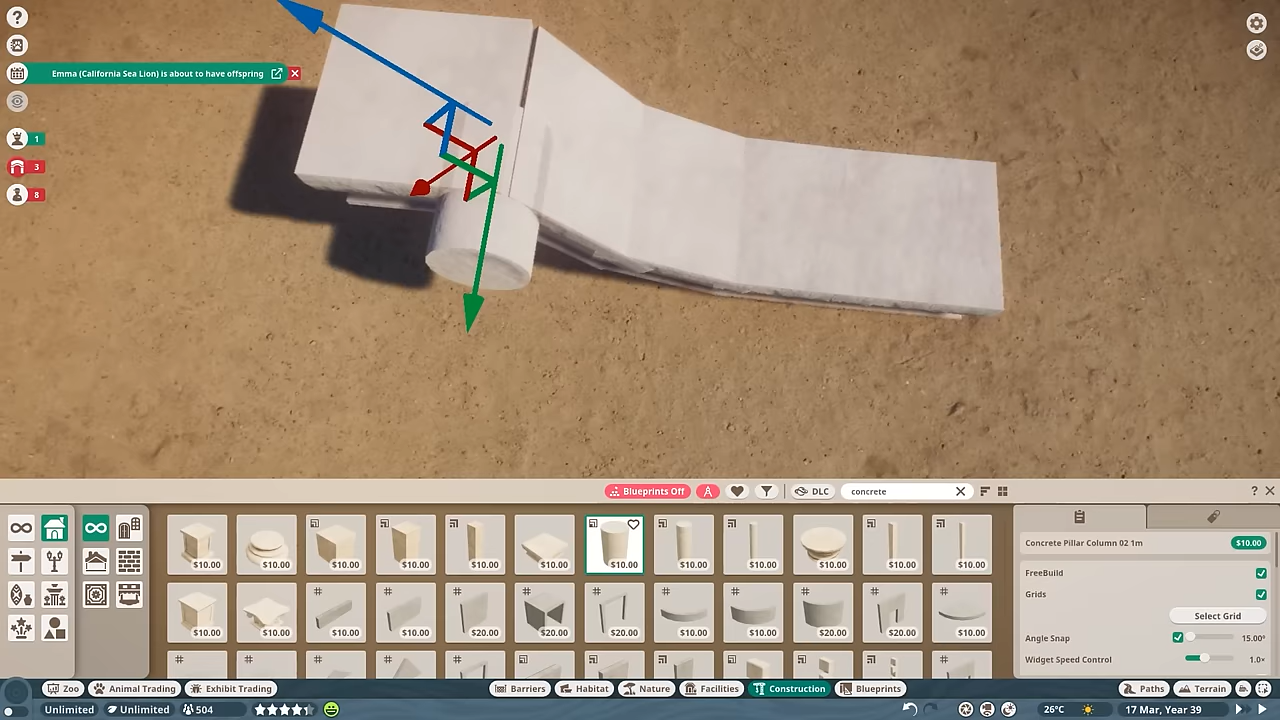 ?
Emma (California Sea Lion) is about to have offspring
1
3
8
Blueprints Off
DLC
concrete
?
$10.00 $10.00 $10.00 $10.00 $10.00 $10.00 $10.00 $10.00 $10.00 $10.00 $10.00 $10.00
$10.00 $10.00 $10.00 $10.00 $20.00 $20.00 $20.00 $10.00 $10.00 $20.00 $20.00 $10.00
Concrete Pillar Column 02 1m $10.00
FreeBuild
Grids
Select Grid
Angle Snap 15.00°
Widget Speed Control 1.0×
Zoo Animal Trading Exhibit Trading Barriers Habitat Nature Facilities Construction Blueprints Paths Terrain
Unlimited Unlimited 504 26°C 17 Mar, Year 39